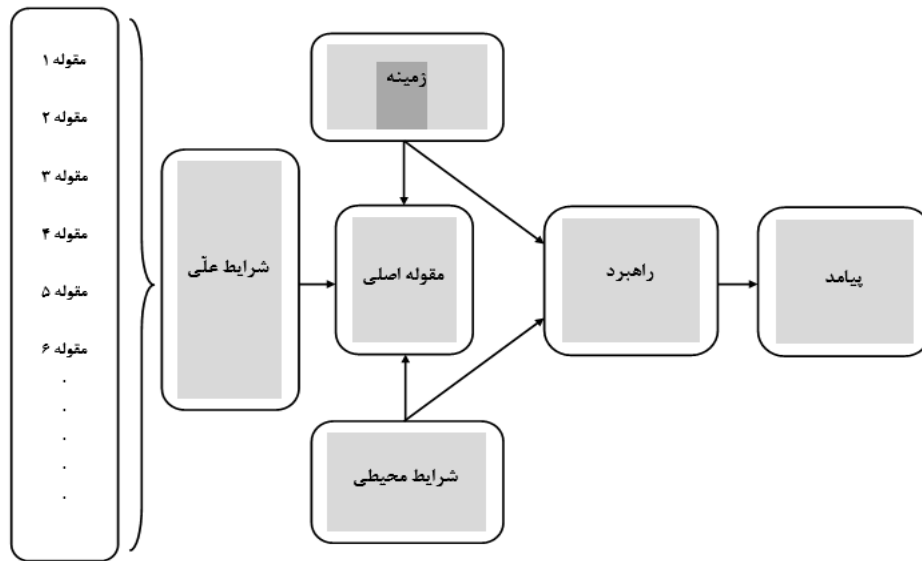 مقوله ۱
مقوله ۲
مقوله ۳
مقوله ۴
مقوله ۵
مقوله ۶
.
.
.
.
.
زمینه
شرایط علّی
مقوله اصلی
راهبرد
پیامد
شرایط محیطی